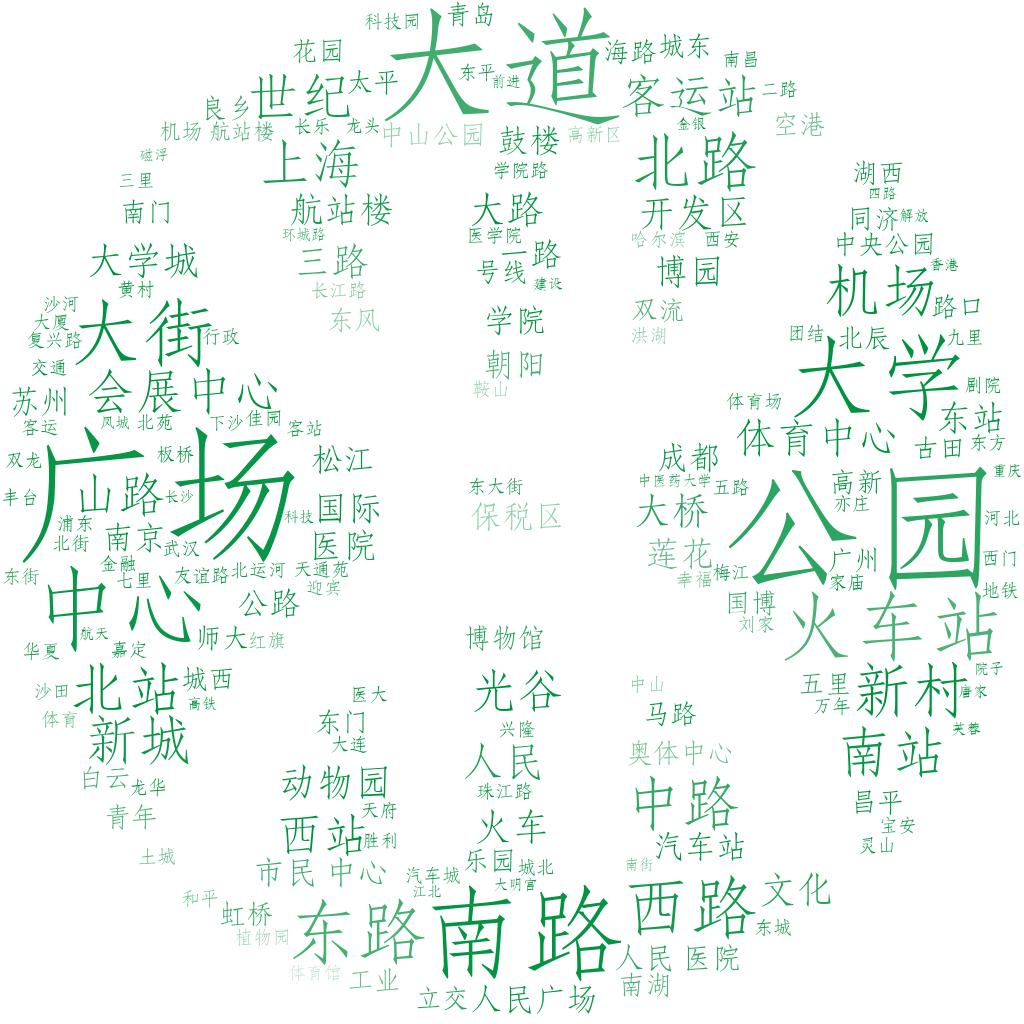 科技园
青岛
大道
花园
海路
城东
东平
前进
南昌
世纪
太平
客运站
二路
良乡
长乐
龙头
金银
空港
机场
航站楼
中山公园
鼓楼
高新区
磁浮
上海
北路
学院路
湖西
三里
四路
南门
航站楼
大路
开发区
同济
解放
环城路
医学院
哈尔滨
西安
中央公园
大学城
三路
一路
号线
博园
香港
黄村
长江路
建设
机场
沙河
双流
路口
大厦
大街
东风
学院
复兴路
行政
洪湖
团结
北辰
九里
交通
朝阳
大学
苏州
会展中心
鞍山
剧院
体育场
凤城
北苑
下沙
佳园
东站
客运
客站
体育中心
古田
东方
双龙
广场
板桥
松江
成都
重庆
丰台
山路
长沙
东大街
中医药大学
五路
高新
公园
浦东
科技
国际
保税区
大桥
亦庄
河北
北街
南京
武汉
医院
莲花
广州
西门
金融
东街
七里
友谊路
北运河
天通苑
迎宾
幸福
梅江
家庙
地铁
中心
公路
国博
火车站
航天
师大
红旗
博物馆
刘家
华夏
嘉定
北站
城西
院子
沙田
高铁
医大
光谷
中山
五里
新村
唐家
体育
东门
马路
万年
新城
大连
兴隆
芙蓉
人民
奥体中心
南站
白云
龙华
动物园
珠江路
中路
昌平
青年
天府
西站
胜利
火车
汽车站
宝安
灵山
土城
乐园
城北
南街
市民
中心
汽车城
大明宫
江北
和平
虹桥
东路
南路
西路
文化
植物园
东城
体育馆
工业
人民
医院
南湖
立交
人民广场